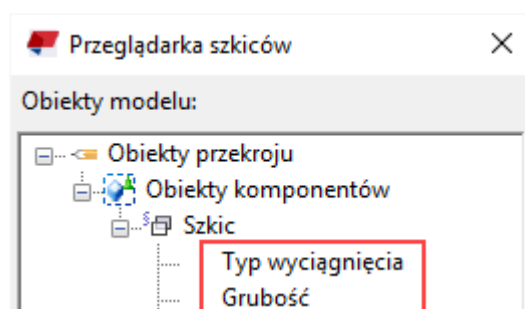 Przeglądarka szkiców
Obiekty modelu:
Obiekty przekroju
Obiekty komponentów
Szkic
Typ wyciągnięcia
Grubość